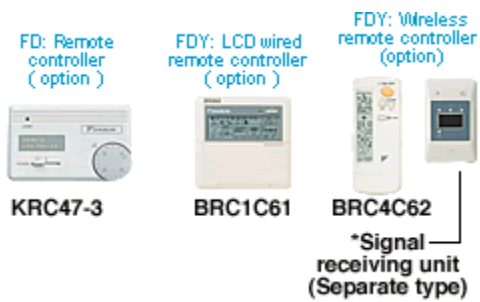 FD: Remote
controller
( option )
FDY: LCD wired
remote controller
( option )
FDY: Wireless
remote controller
(option)
KRC47-3
BRC1C61
BRC4C62
*Signal
receiving unit
(Separate type)